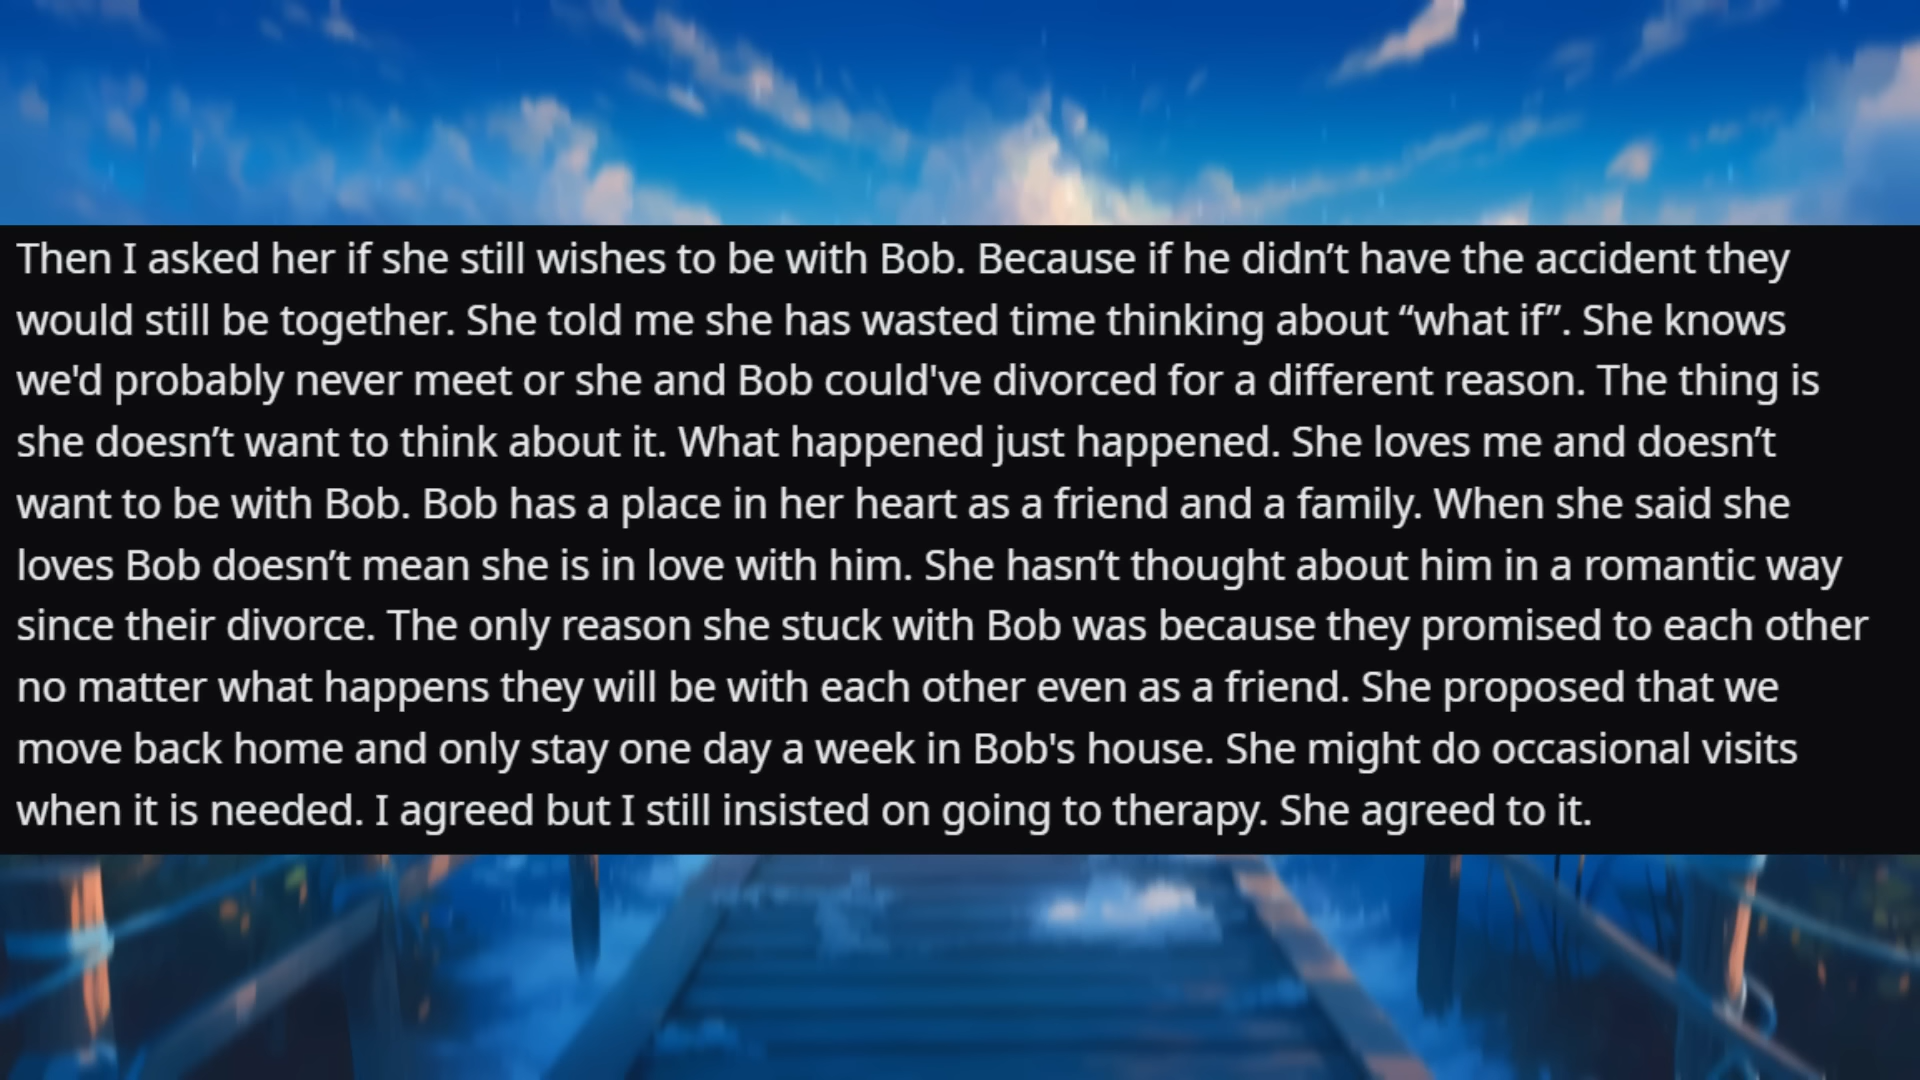 Then I asked her if she still wishes to be with Bob. Because if he didn’t have the accident they
would still be together. She told me she has wasted time thinking about “what if”. She knows
we'd probably never meet or she and Bob could've divorced for a different reason. The thing is
she doesn’t want to think about it. What happened just happened. She loves me and doesn’t
want to be with Bob. Bob has a place in her heart as a friend and a family. When she said she
loves Bob doesn’t mean she is in love with him. She hasn’t thought about him in a romantic way
since their divorce. The only reason she stuck with Bob was because they promised to each other
no matter what happens they will be with each other even as a friend. She proposed that we
move back home and only stay one day a week in Bob's house. She might do occasional visits
when it is needed. I agreed but I still insisted on going to therapy. She agreed to it.